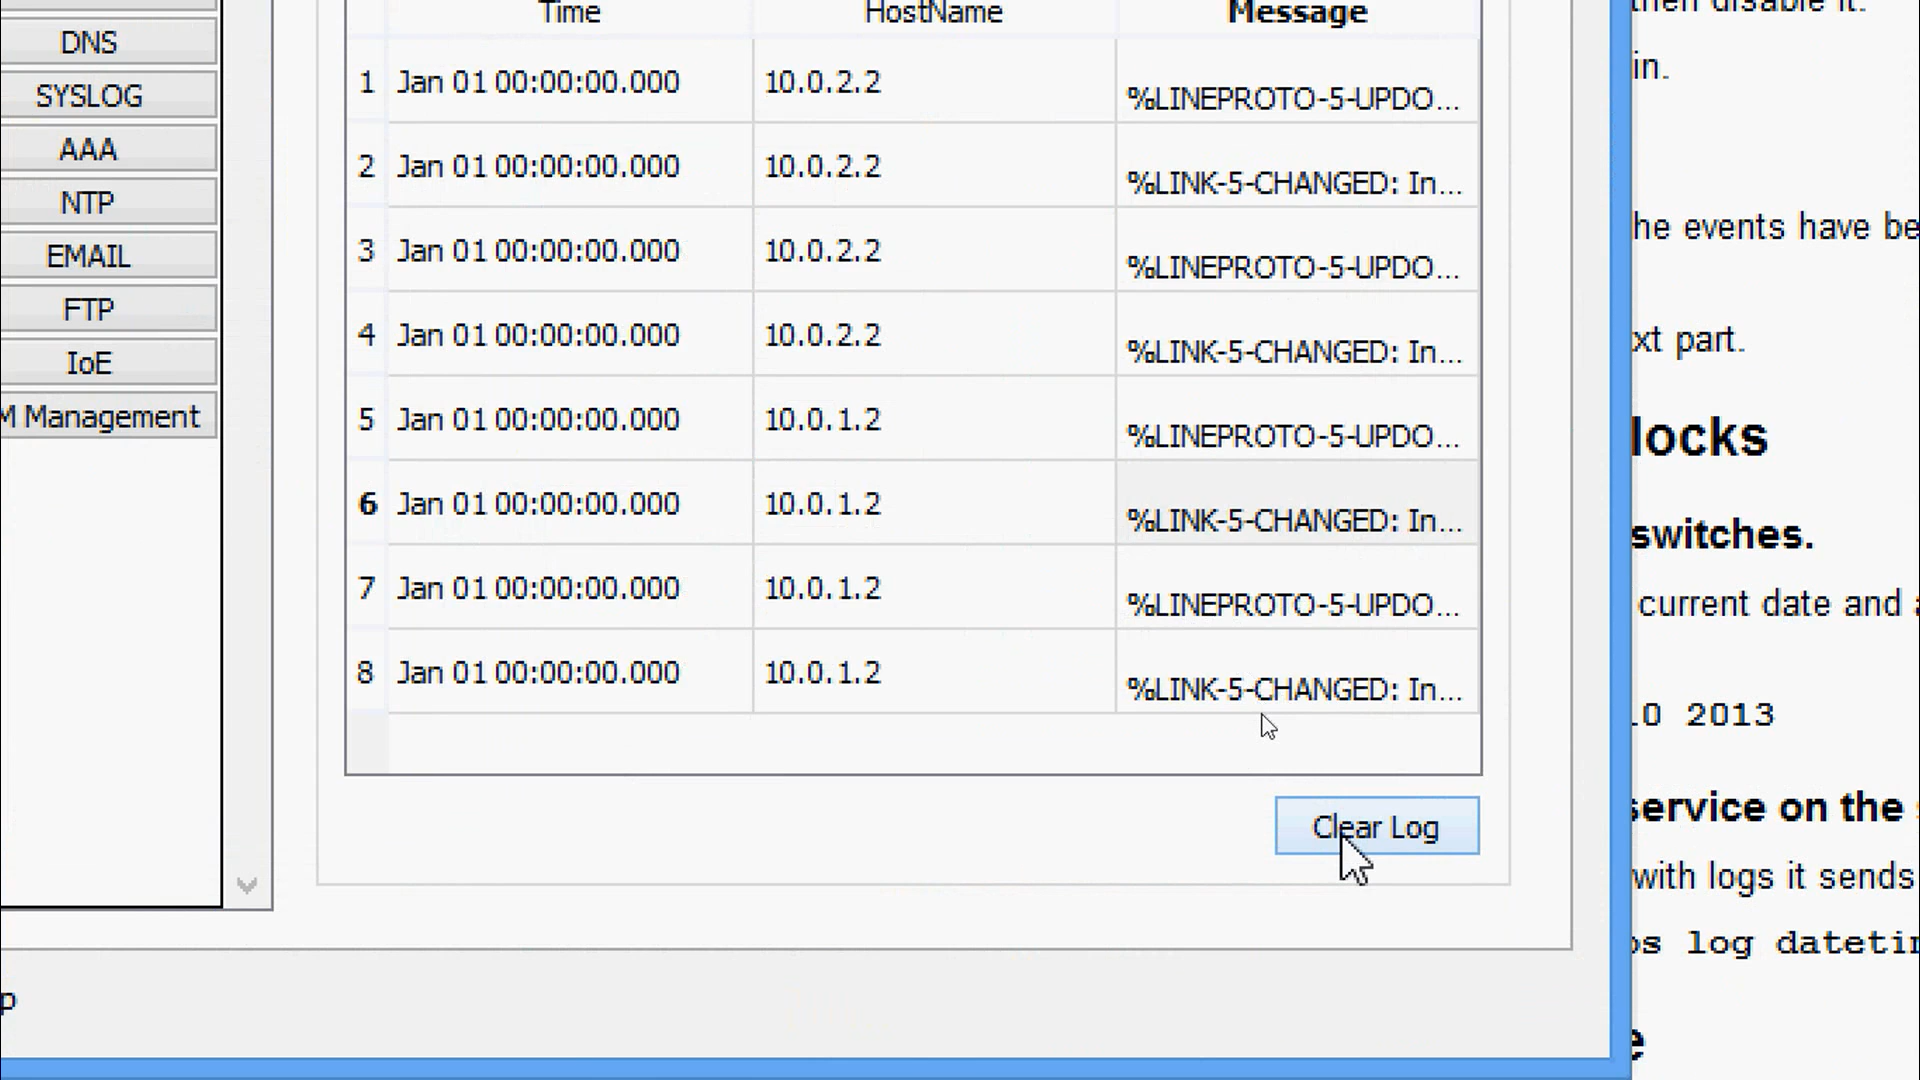 Time HostName Message
DNS
SYSLOG
AAA
NTP
EMAIL
FTP
IoE
M Management
1 Jan 01 00:00:00.000 10.0.2.2 %LINEPROTO-5-UPDO...
2 Jan 01 00:00:00.000 10.0.2.2 %LINK-5-CHANGED: In...
3 Jan 01 00:00:00.000 10.0.2.2 %LINEPROTO-5-UPDO...
4 Jan 01 00:00:00.000 10.0.2.2 %LINK-5-CHANGED: In...
5 Jan 01 00:00:00.000 10.0.1.2 %LINEPROTO-5-UPDO...
6 Jan 01 00:00:00.000 10.0.1.2 %LINK-5-CHANGED: In...
7 Jan 01 00:00:00.000 10.0.1.2 %LINEPROTO-5-UPDO...
8 Jan 01 00:00:00.000 10.0.1.2 %LINK-5-CHANGED: In...
Clear Log
p
then disable it.
in.
he events have be
xt part.
locks
switches.
current date and
10 2013
service on the
with logs it sends
os log datetim
e